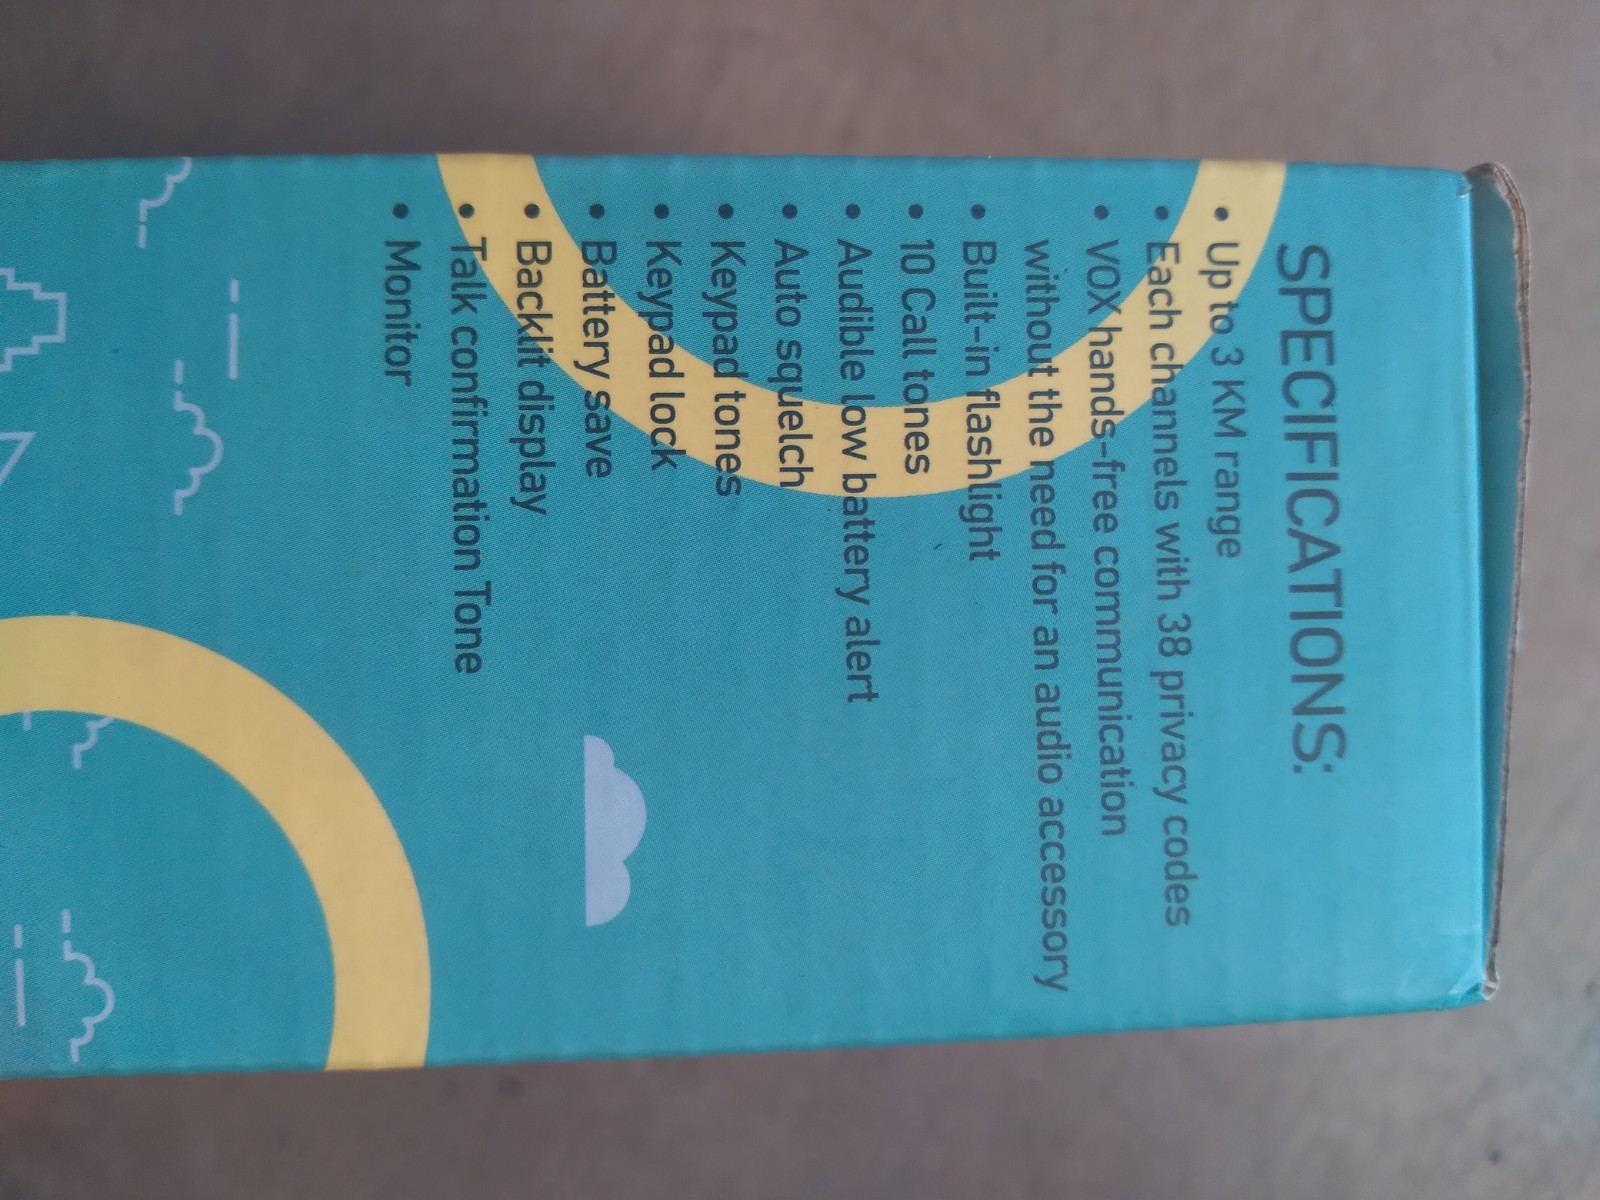 SPECIFICATIONS:
• Up to 3 KM range
• Each channels with 38 privacy codes
• VOX hands-free communication
without the need for an audio accessory
• Built-in flashlight
• 10 Call tones
• Audible low battery alert
• Auto squelch
• Keypad tones
• Keypad lock
• Battery save
• Backlit display
• Talk confirmation Tone
• Monitor